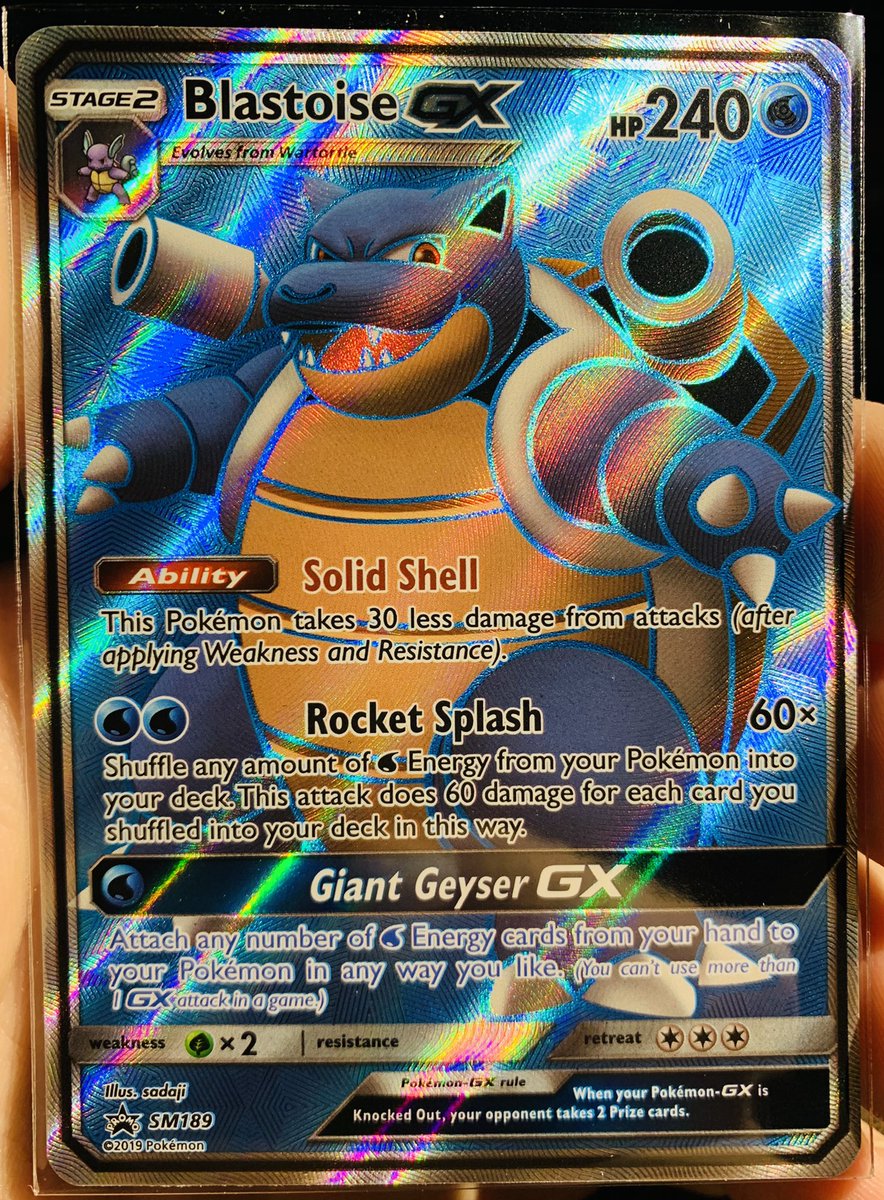 STAGE2 Blastoise GX HP240
Evolves from Wartortle
Ability Solid Shell
This Pokémon takes 30 less damage from attacks (after
applying Weakness and Resistance).
Rocket Splash 60×
Shuffle any amount of Energy from your Pokémon into
your deck. This attack does 60 damage for each card you
shuffled into your deck in this way.
Giant Geyser GX
Attach any number of Energy cards from your hand to
your Pokémon in any way you like. (You can't use more than
1 GX attack in a game.)
weakness ×2 resistance retreat
Illus. sadaji
Pokémon-GX rule
When your Pokémon-GX is
Knocked Out, your opponent takes 2 Prize cards.
PROMO SM189
©2019 Pokémon